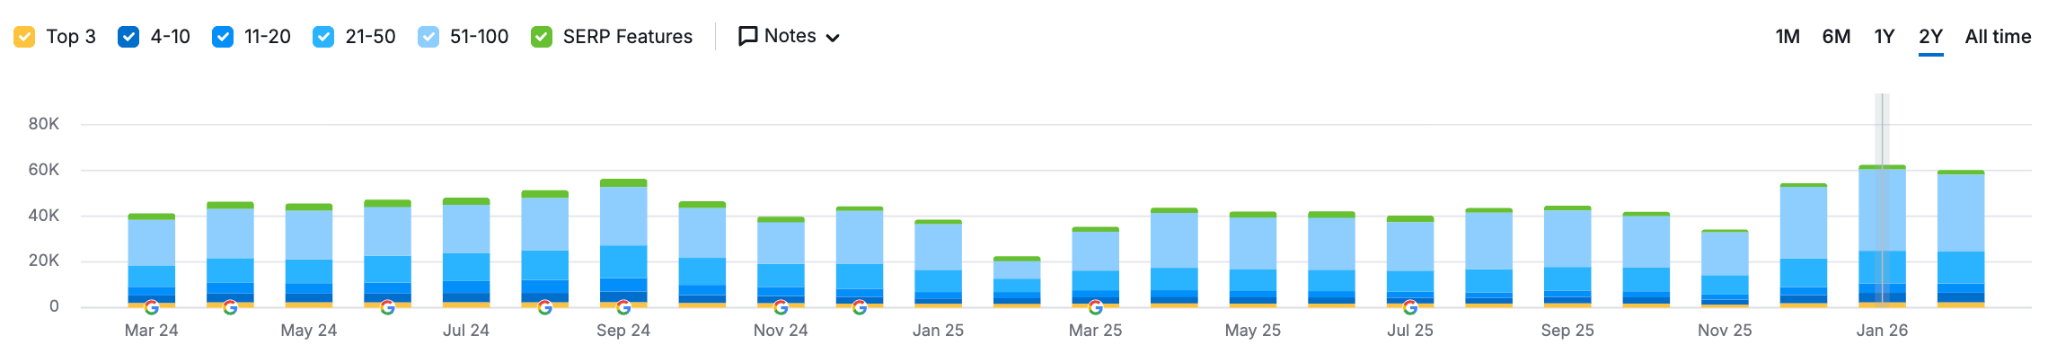 Top 3 4-10 11-20 21-50 51-100 SERP Features Notes 1M 6M 1Y 2Y All time
80K
60K
40K
20K
0
Mar 24 May 24 Jul 24 Sep 24 Nov 24 Jan 25 Mar 25 May 25 Jul 25 Sep 25 Nov 25 Jan 26